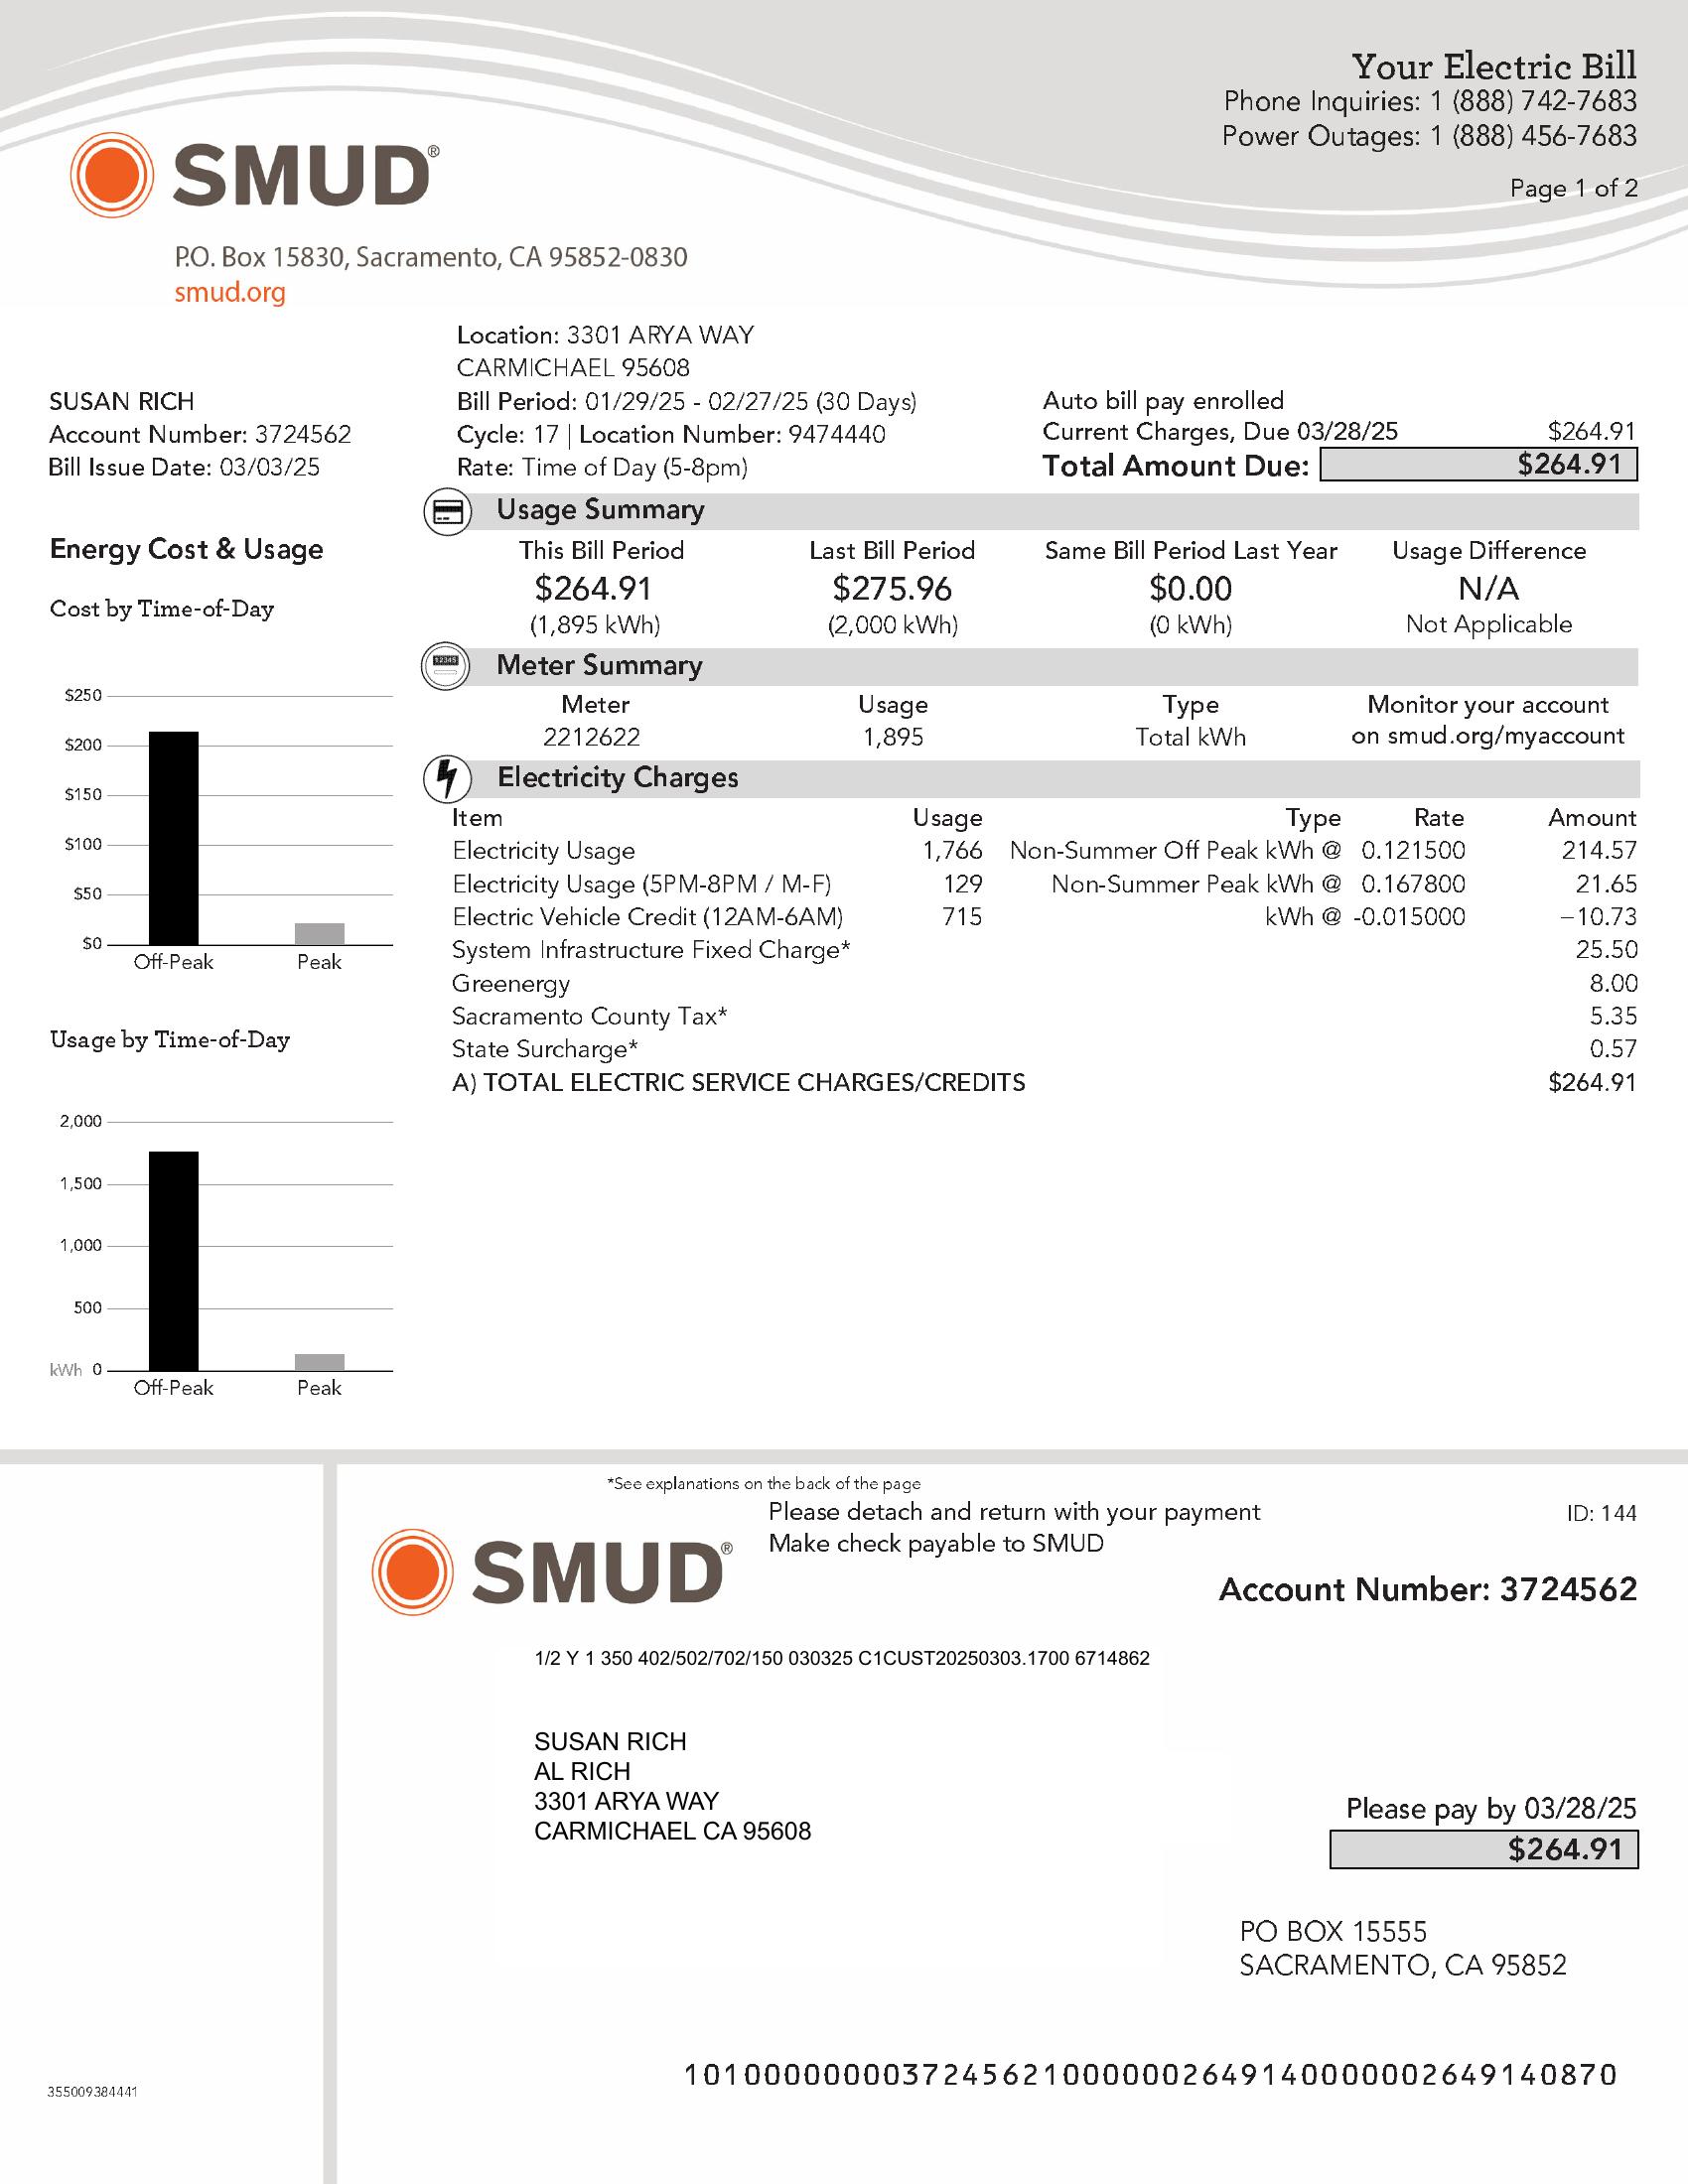 Your Electric Bill
Phone Inquiries: 1 (888) 742-7683
Power Outages: 1 (888) 456-7683
Page 1 of 2
SMUD®
P.O. Box 15830, Sacramento, CA 95852-0830
smud.org
SUSAN RICH
Account Number: 3724562
Bill Issue Date: 03/03/25
Location: 3301 ARYA WAY
CARMICHAEL 95608
Bill Period: 01/29/25 - 02/27/25 (30 Days)
Cycle: 17 | Location Number: 9474440
Rate: Time of Day (5-8pm)
Auto bill pay enrolled
Current Charges, Due 03/28/25 $264.91
Total Amount Due: $264.91
Energy Cost & Usage
Cost by Time-of-Day
$250
$200
$150
$100
$50
$0
Off-Peak Peak
Usage by Time-of-Day
2,000
1,500
1,000
500
kWh 0
Off-Peak Peak
Usage Summary
This Bill Period Last Bill Period Same Bill Period Last Year Usage Difference
$264.91 $275.96 $0.00 N/A
(1,895 kWh) (2,000 kWh) (0 kWh) Not Applicable
12345
Meter Summary
Meter Usage Type Monitor your account
2212622 1,895 Total kWh on smud.org/myaccount
Electricity Charges
Item Usage Type Rate Amount
Electricity Usage 1,766 Non-Summer Off Peak kWh @ 0.121500 214.57
Electricity Usage (5PM-8PM / M-F) 129 Non-Summer Peak kWh @ 0.167800 21.65
Electric Vehicle Credit (12AM-6AM) 715 kWh @ -0.015000 −10.73
System Infrastructure Fixed Charge* 25.50
Greenergy 8.00
Sacramento County Tax* 5.35
State Surcharge* 0.57
A) TOTAL ELECTRIC SERVICE CHARGES/CREDITS $264.91
*See explanations on the back of the page
Please detach and return with your payment
Make check payable to SMUD
ID: 144
SMUD®
Account Number: 3724562
1/2 Y 1 350 402/502/702/150 030325 C1CUST20250303.1700 6714862
SUSAN RICH
AL RICH
3301 ARYA WAY
CARMICHAEL CA 95608
Please pay by 03/28/25
$264.91
PO BOX 15555
SACRAMENTO, CA 95852
1010000000003724562100000026491400000002649140870
355009384441